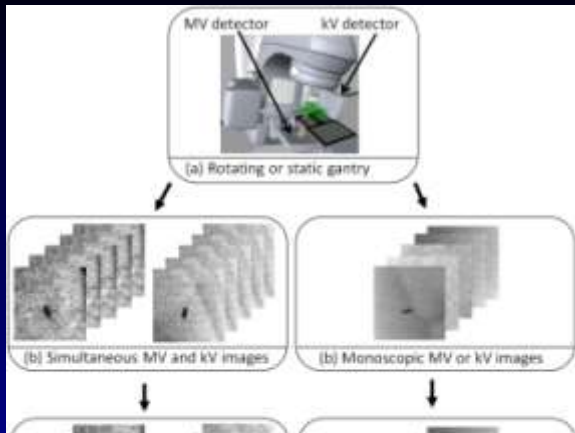 MV detector kV detector
(a) Rotating or static gantry
(b) Simultaneous MV and kV images
(b) Monoscopic MV or kV images